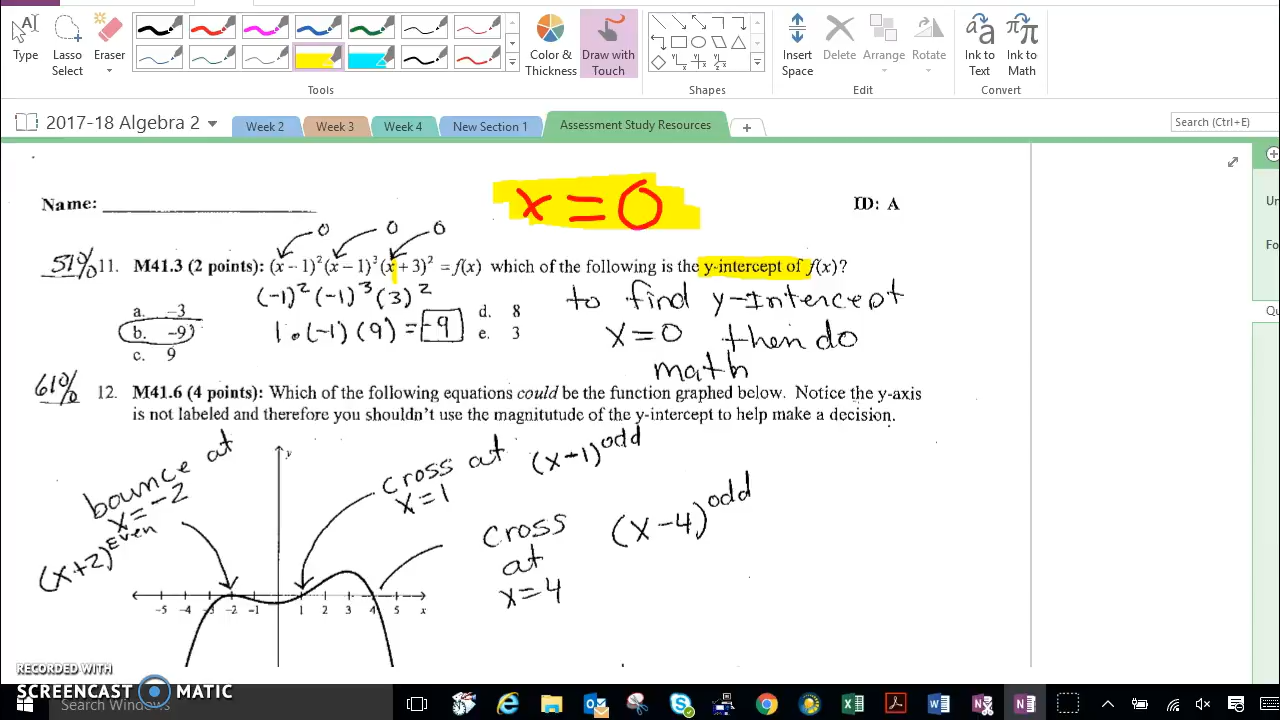 Type
Lasso Select
Eraser
Color & Thickness
Draw with Touch
Insert Space
Delete
Arrange
Rotate
Ink to Text
Ink to Math
Tools
Shapes
Edit
Convert
2017-18 Algebra 2
Week 2
Week 3
Week 4
New Section 1
Assessment Study Resources
Search (Ctrl+E)
x = 0
Name:
ID: A
0 0 0
51% 11. M41.3 (2 points): (x − 1)²(x − 1)³(x + 3)² = f(x) which of the following is the y-intercept of f(x)?
(-1)² (-1)³ (3)²
1 • (-1) (9) = -9
a. −3
b. −9
c. 9
d. 8
e. 3
to find y-Intercept
x = 0 then do
math
61% 12. M41.6 (4 points): Which of the following equations could be the function graphed below. Notice the y-axis
is not labeled and therefore you shouldn't use the magnitutude of the y-intercept to help make a decision.
bounce at
x = -2
(x+2)^Even
cross at
x = 1
(x-1)^odd
cross
at
x = 4
(x-4)^odd
y
-5 -4 -3 -2 -1 1 2 3 4 5 x
RECORDED WITH
SCREENCAST MATIC
Search Windows